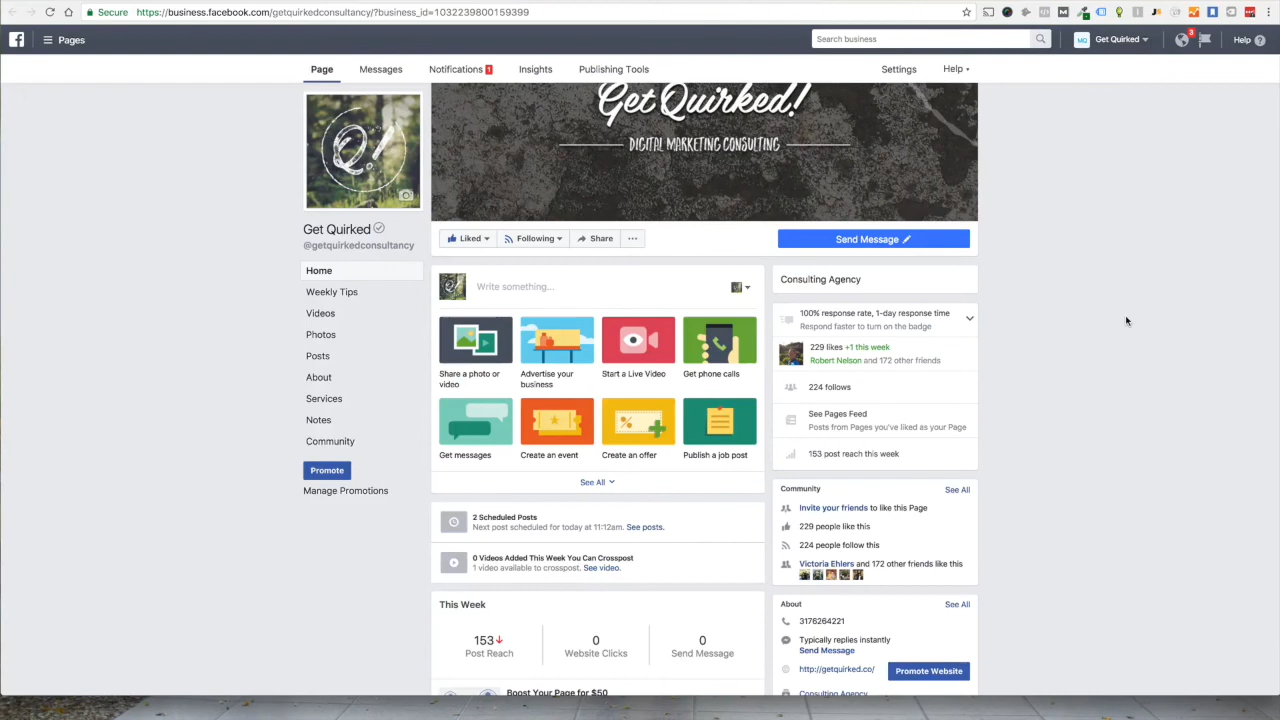 Secure https://business.facebook.com/getquirkedconsultancy/?business_id=1032239800159399
Pages
Search business
Get Quirked
3
Help
Page
Messages
Notifications 1
Insights
Publishing Tools
Settings
Help
Get Quirked!
DIGITAL MARKETING CONSULTING
Q!
Get Quirked
@getquirkedconsultancy
Liked
Following
Share
Send Message
Home
Weekly Tips
Videos
Photos
Posts
About
Services
Notes
Community
Promote
Manage Promotions
Write something...
Share a photo or
video
Advertise your
business
Start a Live Video
Get phone calls
Get messages
Create an event
Create an offer
Publish a job post
See All
2 Scheduled Posts
Next post scheduled for today at 11:12am. See posts.
0 Videos Added This Week You Can Crosspost
1 video available to crosspost. See video.
This Week
153
Post Reach
0
Website Clicks
0
Send Message
Boost Your Page for $50
Consulting Agency
100% response rate, 1-day response time
Respond faster to turn on the badge
229 likes +1 this week
Robert Nelson and 172 other friends
224 follows
See Pages Feed
Posts from Pages you've liked as your Page
153 post reach this week
Community
See All
Invite your friends to like this Page
229 people like this
224 people follow this
Victoria Ehlers and 172 other friends like this
About
See All
3176264221
Typically replies instantly
Send Message
http://getquirked.co/
Promote Website
Consulting Agency